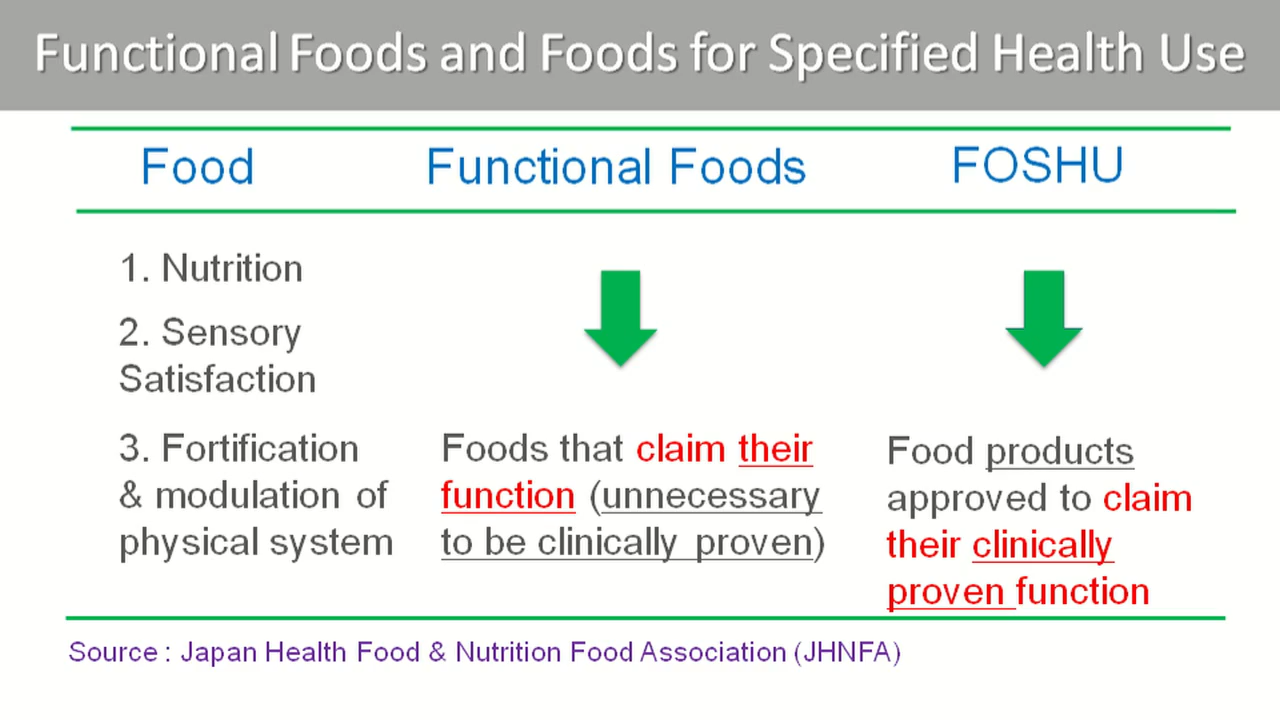 Functional Foods and Foods for Specified Health Use
Food
Functional Foods
FOSHU
1. Nutrition
2. Sensory
Satisfaction
3. Fortification
& modulation of
physical system
Foods that claim their
function (unnecessary
to be clinically proven)
Food products
approved to claim
their clinically
proven function
Source : Japan Health Food & Nutrition Food Association (JHNFA)